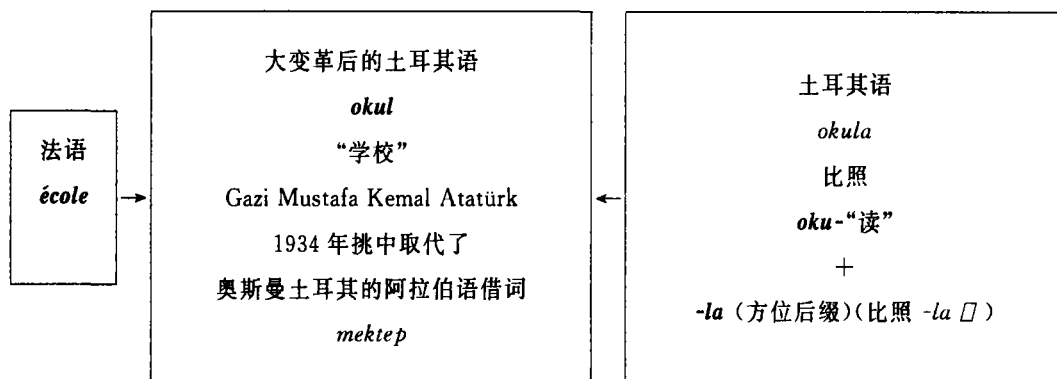 法语
école
大变革后的土耳其语
okul
“学校”
Gazi Mustafa Kemal Atatürk
1934 年挑中取代了
奥斯曼土耳其的阿拉伯语借词
mektep
土耳其语
okula
比照
oku-“读”
+
-la（方位后缀）（比照 -la □）